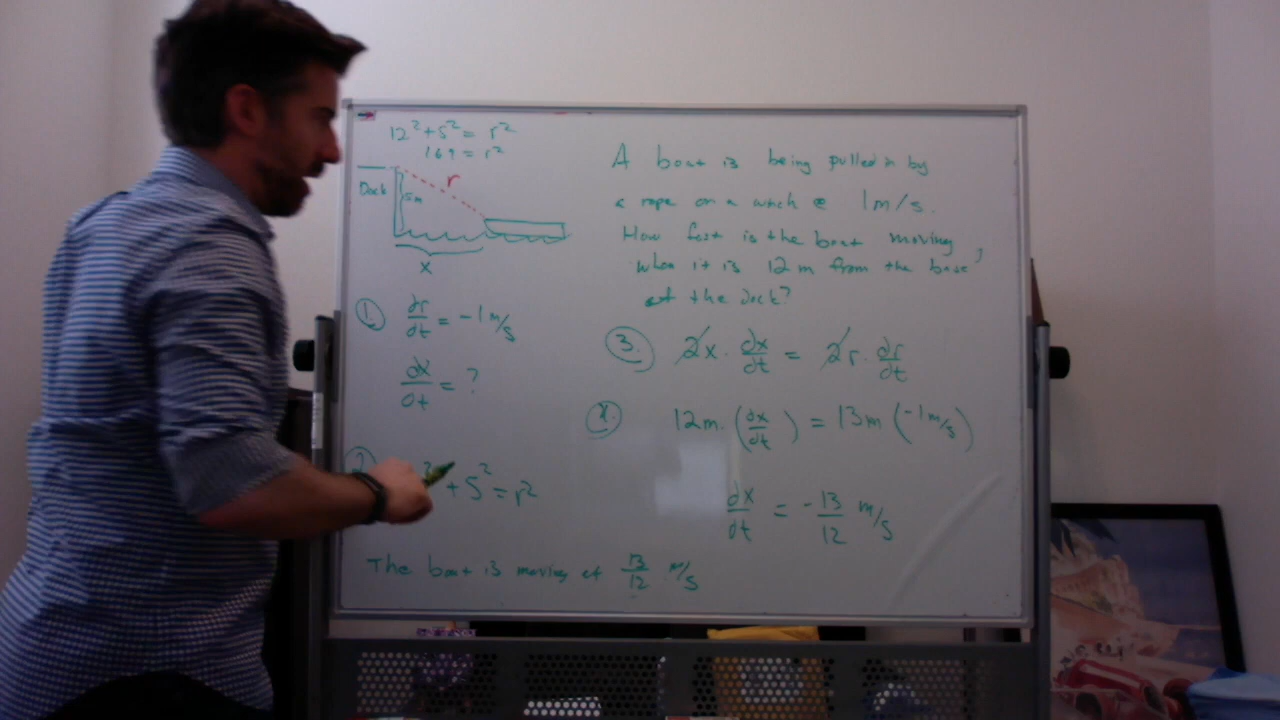 12² + 5² = r²
169 = r²
Dock
5m
r
x
A boat is being pulled in by
a rope on a winch @ 1 m/s.
How fast is the boat moving,
when it is 12 m from the base
of the dock?
1. dr/dt = -1 m/s
dx/dt = ?
2.
² + 5² = r²
3. 2x · dx/dt = 2r · dr/dt
4. 12m · (dx/dt) = 13m (-1 m/s)
dx/dt = -13/12 m/s
The boat is moving at 13/12 m/s